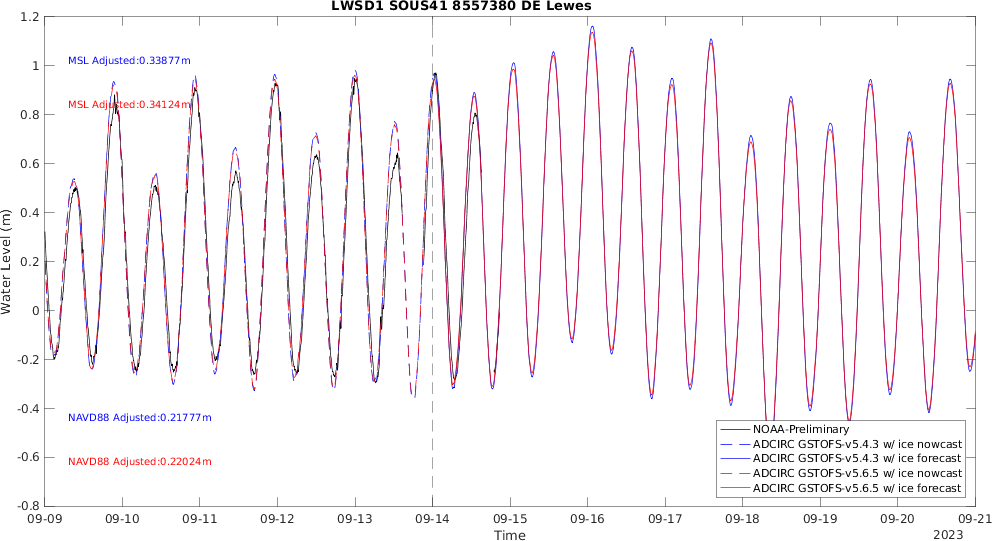 LWSD1 SOUS41 8557380 DE Lewes
1.2
1
0.8
0.6
0.4
0.2
0
-0.2
-0.4
-0.6
-0.8
Water Level (m)
MSL Adjusted:0.33877m
MSL Adjusted:0.34124m
NAVD88 Adjusted:0.21777m
NAVD88 Adjusted:0.22024m
NOAA-Preliminary
ADCIRC GSTOFS-v5.4.3 w/ ice nowcast
ADCIRC GSTOFS-v5.4.3 w/ ice forecast
ADCIRC GSTOFS-v5.6.5 w/ ice nowcast
ADCIRC GSTOFS-v5.6.5 w/ ice forecast
09-09 09-10 09-11 09-12 09-13 09-14 09-15 09-16 09-17 09-18 09-19 09-20 09-21
Time
2023